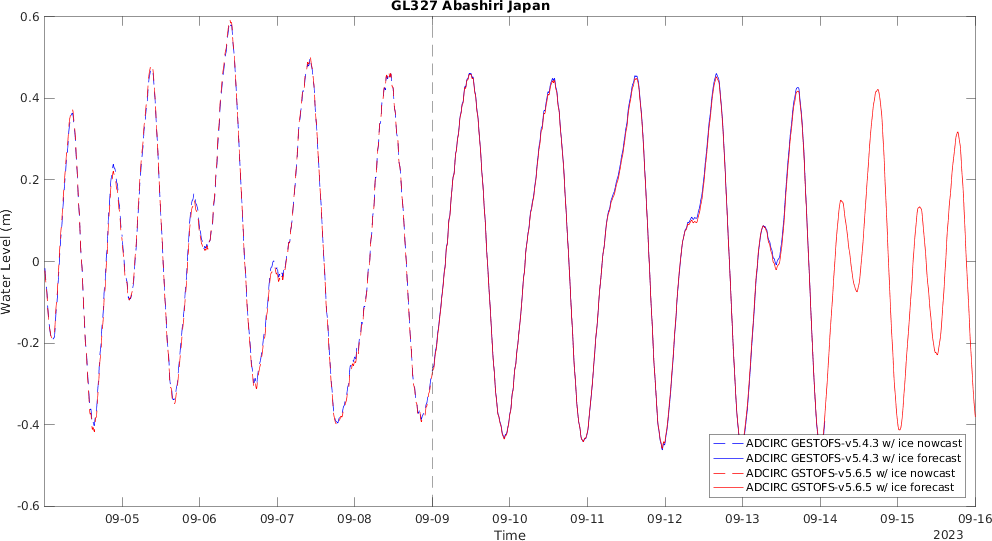 GL327 Abashiri Japan
0.6
0.4
0.2
0
-0.2
-0.4
-0.6
Water Level (m)
09-05 09-06 09-07 09-08 09-09 09-10 09-11 09-12 09-13 09-14 09-15 09-16
Time
2023
ADCIRC GESTOFS-v5.4.3 w/ ice nowcast
ADCIRC GESTOFS-v5.4.3 w/ ice forecast
ADCIRC GSTOFS-v5.6.5 w/ ice nowcast
ADCIRC GSTOFS-v5.6.5 w/ ice forecast